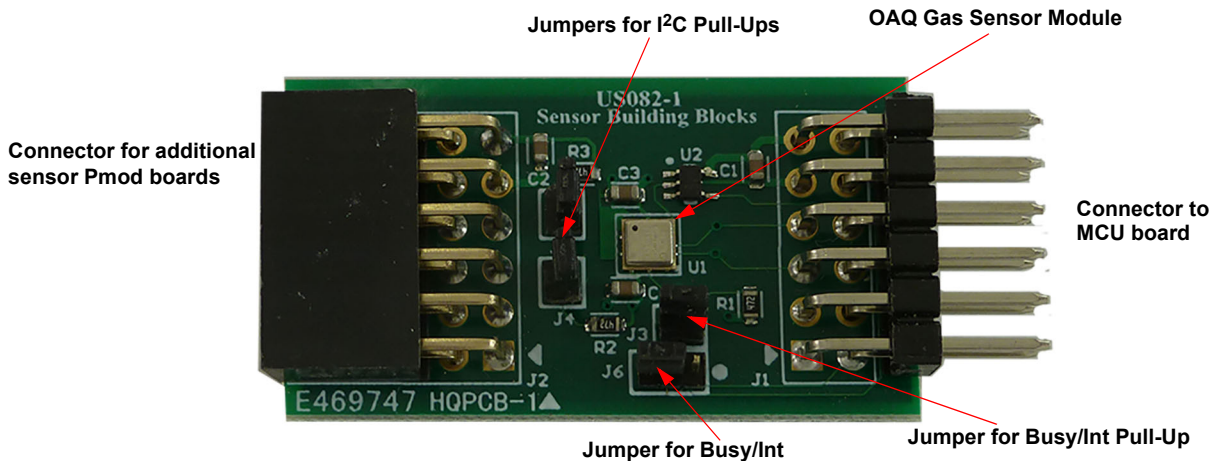 Jumpers for I²C Pull-Ups
OAQ Gas Sensor Module
Connector for additional
sensor Pmod boards
Connector to
MCU board
US082-1
Sensor Building Blocks
R3
U2
C1
C2
C3
U1
C
R1
472
J4
R2
J3
J6
J2
J1
E469747 HQPCB-1
Jumper for Busy/Int
Jumper for Busy/Int Pull-Up